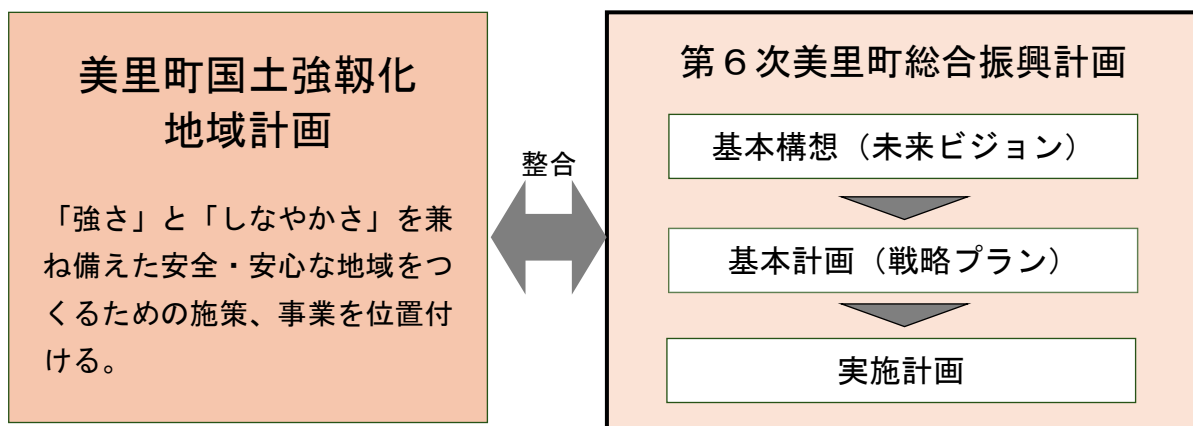 美里町国土強靱化
地域計画
「強さ」と「しなやかさ」を兼
ね備えた安全・安心な地域をつ
くるための施策、事業を位置付
ける。
整合
第６次美里町総合振興計画
基本構想（未来ビジョン）
基本計画（戦略プラン）
実施計画